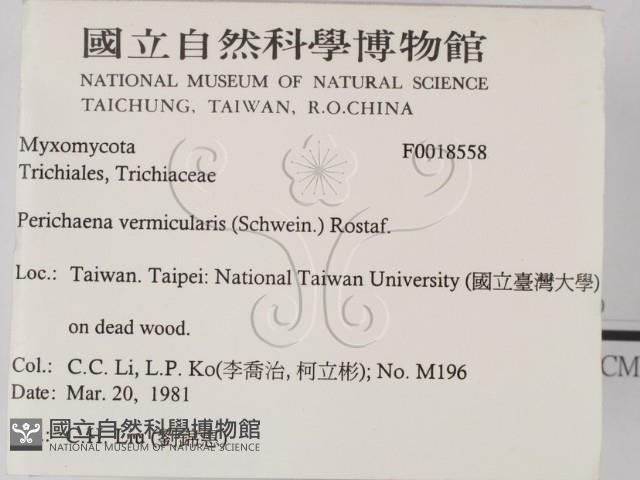 國立自然科學博物館
NATIONAL MUSEUM OF NATURAL SCIENCE
TAICHUNG, TAIWAN, R.O.CHINA
Myxomycota F0018558
Trichiales, Trichiaceae
Perichaena vermicularis (Schwein.) Rostaf.
Loc.: Taiwan. Taipei: National Taiwan University (國立臺灣大學)
on dead wood.
CM
Col.: C.C. Li, L.P. Ko(李喬治, 柯立彬); No. M196
Date: Mar. 20, 1981
國立自然科學博物館
NATIONAL MUSEUM OF NATURAL SCIENCE